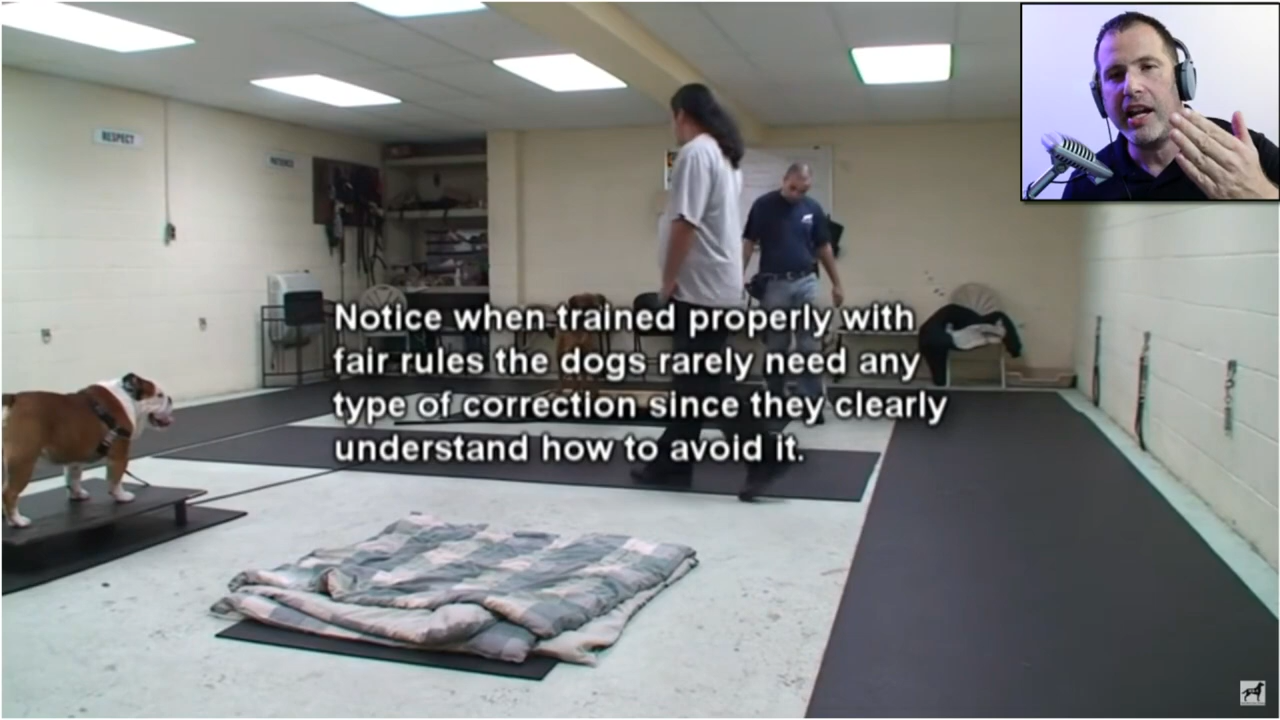 RESPECT
PATIENCE
Notice when trained properly with
fair rules the dogs rarely need any
type of correction since they clearly
understand how to avoid it.